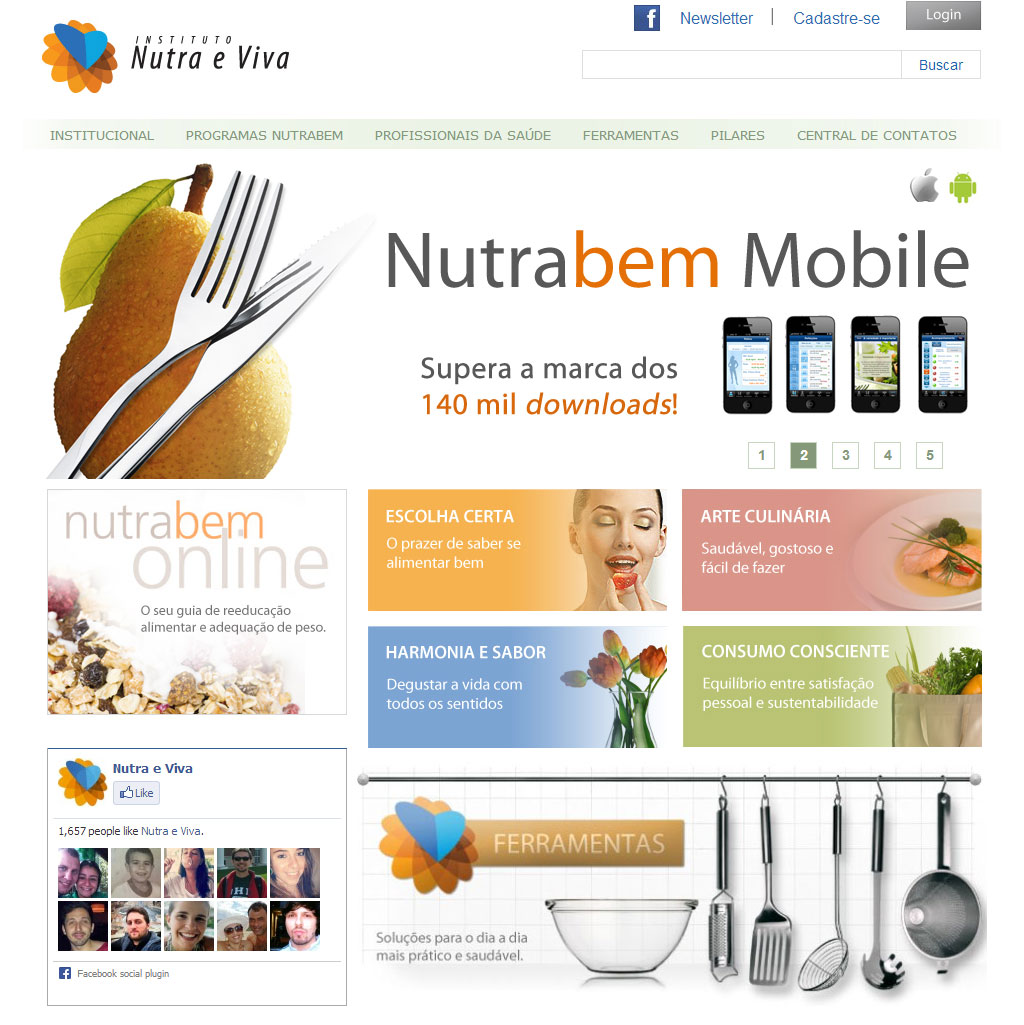 Newsletter | Cadastre-se
Login
INSTITUTO
Nutra e Viva
Buscar
INSTITUCIONAL
PROGRAMAS NUTRABEM
PROFISSIONAIS DA SAÚDE
FERRAMENTAS
PILARES
CENTRAL DE CONTATOS
Nutrabem Mobile
Supera a marca dos
140 mil downloads!
1 2 3 4 5
nutrabem
online
O seu guia de reeducação
alimentar e adequação de peso.
ESCOLHA CERTA
O prazer de saber se
alimentar bem
ARTE CULINÁRIA
Saudável, gostoso e
fácil de fazer
HARMONIA E SABOR
Degustar a vida com
todos os sentidos
CONSUMO CONSCIENTE
Equilíbrio entre satisfação
pessoal e sustentabilidade
Nutra e Viva
Like
1,657 people like Nutra e Viva.
Facebook social plugin
FERRAMENTAS
Soluções para o dia a dia
mais prático e saudável.